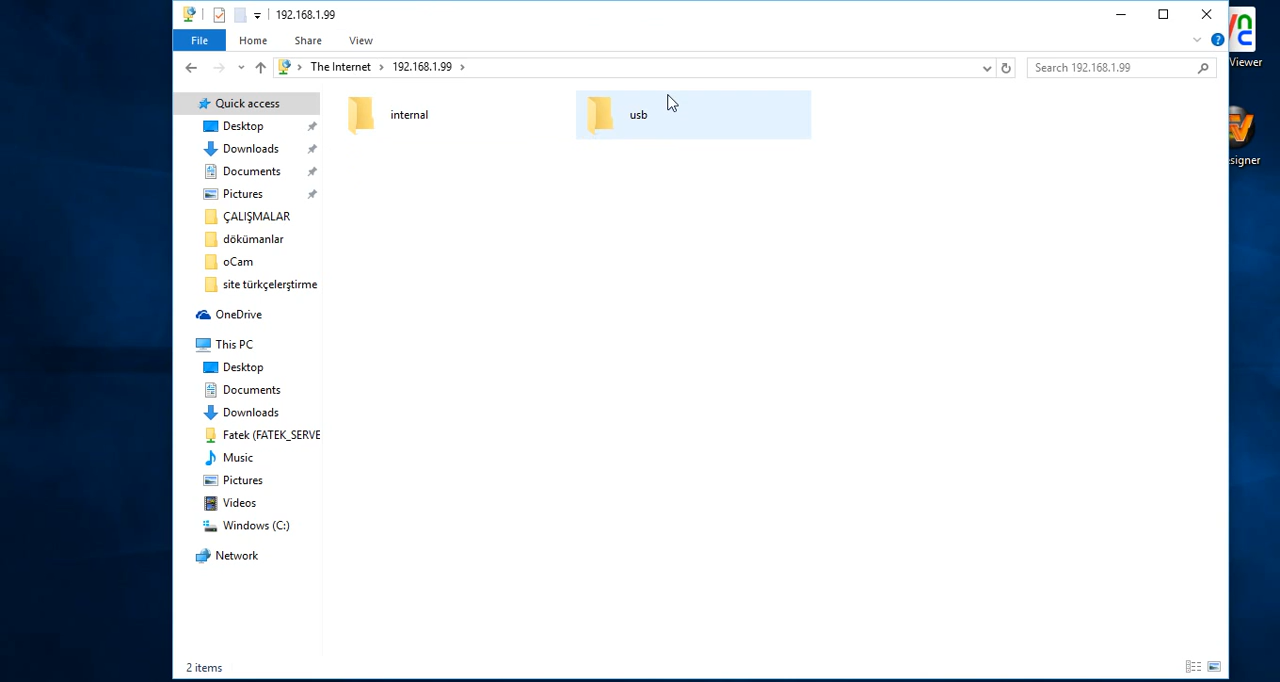 192.168.1.99
File Home Share View
The Internet 192.168.1.99
Search 192.168.1.99
Quick access
Desktop
Downloads
Documents
Pictures
ÇALIŞMALAR
dökümanlar
oCam
site türkçelerştirme
OneDrive
This PC
Desktop
Documents
Downloads
Fatek (FATEK_SERVE
Music
Pictures
Videos
Windows (C:)
Network
internal
usb
2 items
Viewer
signer